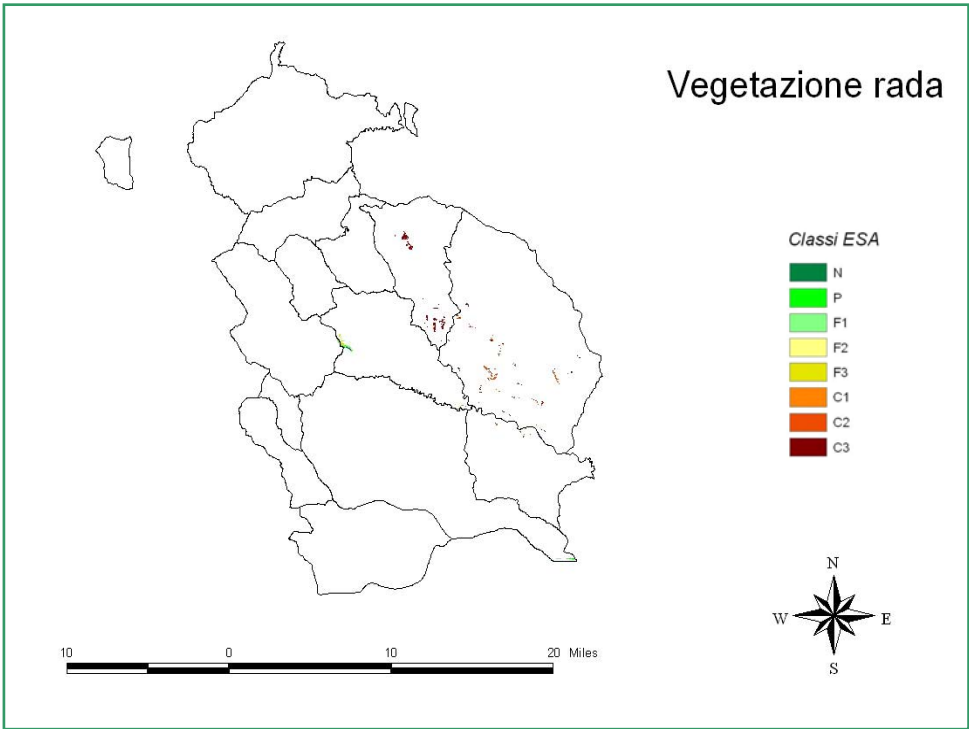 Vegetazione rada
Classi ESA
N
P
F1
F2
F3
C1
C2
C3
N
W E
S
10 0 10 20 Miles